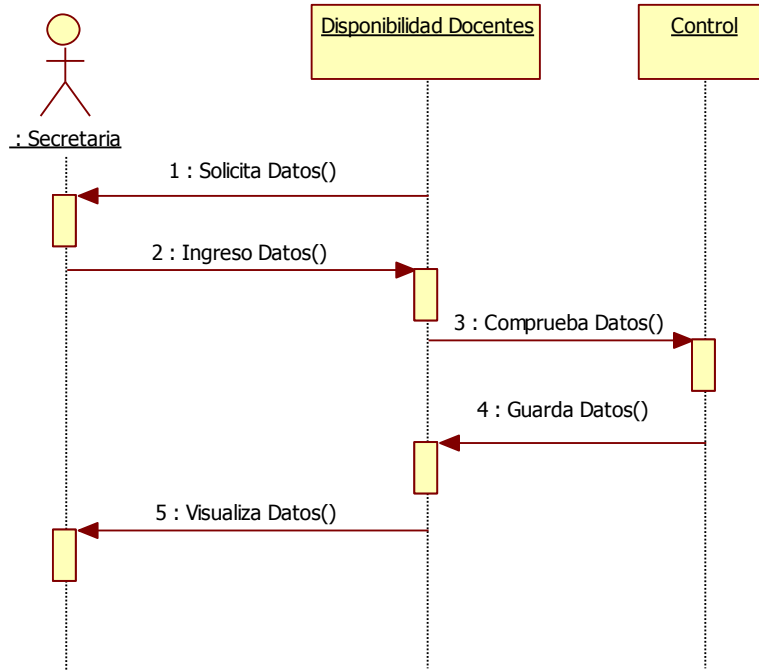 Disponibilidad Docentes
Control
: Secretaria
1 : Solicita Datos()
2 : Ingreso Datos()
3 : Comprueba Datos()
4 : Guarda Datos()
5 : Visualiza Datos()